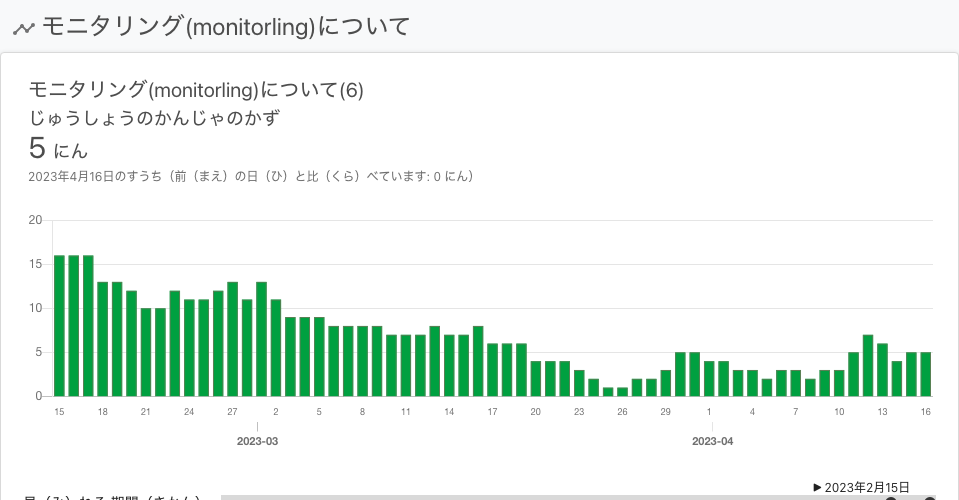 モニタリング(monitorling)について
モニタリング(monitorling)について(6)
じゅうしょうのかんじゃのかず
5 にん
2023年4月16日のすうち（前（まえ）の日（ひ）と比（くら）べています: 0 にん）
20
15
10
5
0
15 18 21 24 27 2 5 8 11 14 17 20 23 26 29 1 4 7 10 13 16
2023-03 2023-04
2023年2月15日